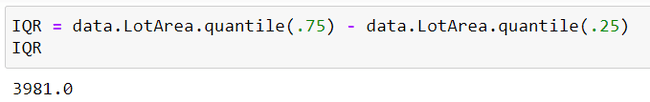 IQR = data.LotArea.quantile(.75) - data.LotArea.quantile(.25)
IQR
3981.0